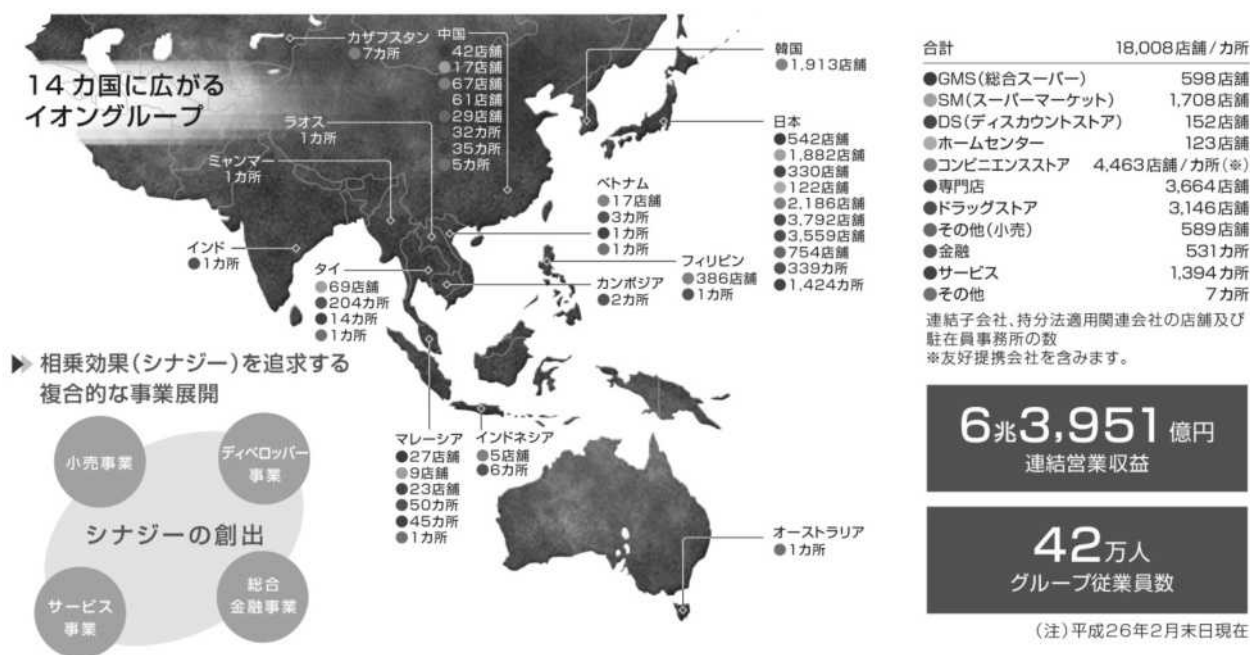 14カ国に広がる
イオングループ
カザフスタン
●7カ所
中国
42店舗
●17店舗
●67店舗
61店舗
●29店舗
●32カ所
●35カ所
●5カ所
韓国
●1,913店舗
日本
●542店舗
●1,882店舗
●330店舗
●122店舗
●2,186店舗
●3,792店舗
●3,559店舗
●754店舗
●339カ所
●1,424カ所
ラオス
1カ所
ミャンマー
1カ所
インド
●1カ所
ベトナム
●17店舗
●3カ所
●1カ所
●1カ所
タイ
●69店舗
●204カ所
●14カ所
●1カ所
カンボジア
●2カ所
フィリピン
●386店舗
●1カ所
マレーシア
●27店舗
●9店舗
●23店舗
●50カ所
●45カ所
●1カ所
インドネシア
●5店舗
●6カ所
オーストラリア
●1カ所
相乗効果(シナジー)を追求する
複合的な事業展開
小売事業
ディベロッパー
事業
シナジーの創出
サービス
事業
総合
金融事業
合計 18,008店舗/カ所
●GMS(総合スーパー) 598店舗
●SM(スーパーマーケット) 1,708店舗
●DS(ディスカウントストア) 152店舗
●ホームセンター 123店舗
●コンビニエンスストア 4,463店舗/カ所(※)
●専門店 3,664店舗
●ドラッグストア 3,146店舗
●その他(小売) 589店舗
●金融 531カ所
●サービス 1,394カ所
●その他 7カ所
連結子会社、持分法適用関連会社の店舗及び
駐在員事務所の数
※友好提携会社を含みます。
6兆3,951億円
連結営業収益
42万人
グループ従業員数
(注)平成26年2月末日現在